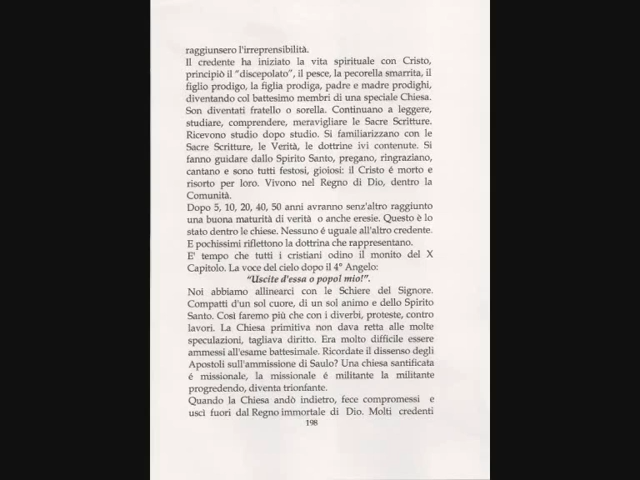 raggiunsero l'irreprensibilità.
Il credente ha iniziato la vita spirituale con Cristo,
principiò il "discepolato", il pesce, la pecorella smarrita, il
figlio prodigo, la figlia prodiga, padre e madre prodighi,
diventando col battesimo membri di una speciale Chiesa.
Son diventati fratello o sorella. Continuano a leggere,
studiare, comprendere, meravigliare le Sacre Scritture.
Ricevono studio dopo studio. Si familiarizzano con le
Sacre Scritture, le Verità, le dottrine ivi contenute. Si
fanno guidare dallo Spirito Santo, pregano, ringraziano,
cantano e sono tutti festosi, gioiosi: il Cristo é morto e
risorto per loro. Vivono nel Regno di Dio, dentro la
Comunità.
Dopo 5, 10, 20, 40, 50 anni avranno senz'altro raggiunto
una buona maturità di verità o anche eresie. Questo è lo
stato dentro le chiese. Nessuno é uguale all'altro credente.
E pochissimi riflettono la dottrina che rappresentano.
E' tempo che tutti i cristiani odino il monito del X
Capitolo. La voce del cielo dopo il 4° Angelo:
"Uscite d'essa o popol mio!".
Noi abbiamo allinearci con le Schiere del Signore.
Compatti d'un sol cuore, di un sol animo e dello Spirito
Santo. Così faremo più che con i diverbi, proteste, contro
lavori. La Chiesa primitiva non dava retta alle molte
speculazioni, tagliava diritto. Era molto difficile essere
ammessi all'esame battesimale. Ricordate il dissenso degli
Apostoli sull'ammissione di Saulo? Una chiesa santificata
é missionale, la missionale é militante la militante
progredendo, diventa trionfante.
Quando la Chiesa andò indietro, fece compromessi e
uscì fuori dal Regno immortale di Dio. Molti credenti
198